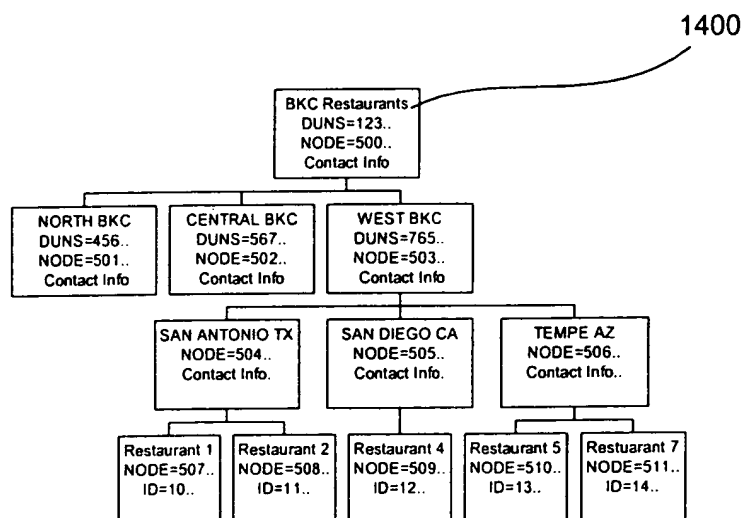 1400
BKC Restaurants
DUNS=123..
NODE=500..
Contact Info
NORTH BKC
DUNS=456..
NODE=501..
Contact Info
CENTRAL BKC
DUNS=567..
NODE=502..
Contact Info
WEST BKC
DUNS=765..
NODE=503..
Contact Info
SAN ANTONIO TX
NODE=504..
Contact Info.
SAN DIEGO CA
NODE=505..
Contact Info.
TEMPE AZ
NODE=506..
Contact Info..
Restaurant 1
NODE=507..
ID=10..
Restaurant 2
NODE=508..
ID=11..
Restaurant 4
NODE=509..
ID=12..
Restaurant 5
NODE=510..
ID=13..
Restuarant 7
NODE=511..
ID=14..